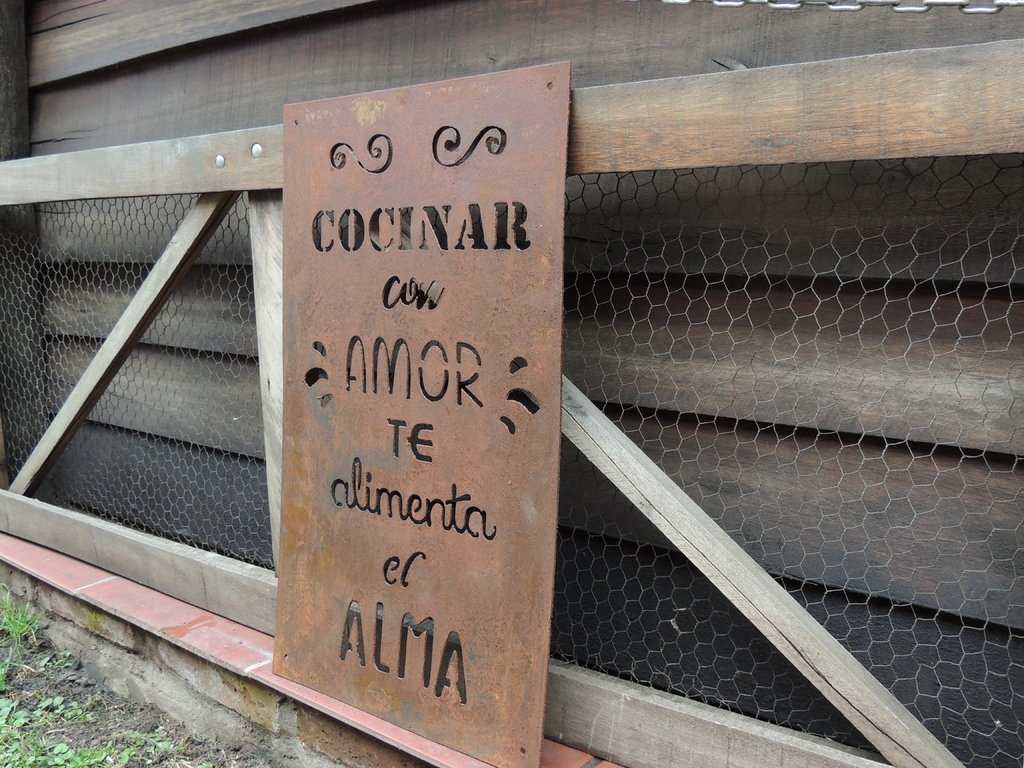 COCINAR
con
AMOR
TE
alimenta
el
ALMA